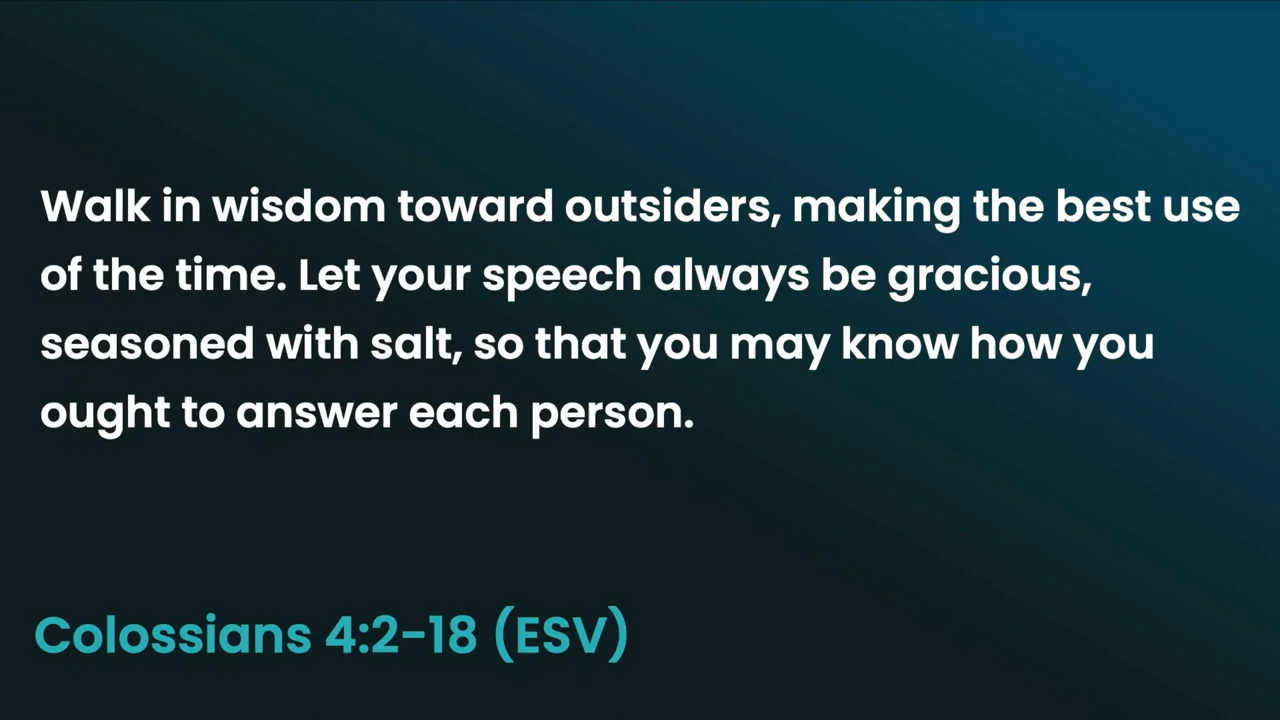 Walk in wisdom toward outsiders, making the best use
of the time. Let your speech always be gracious,
seasoned with salt, so that you may know how you
ought to answer each person.
Colossians 4:2-18 (ESV)